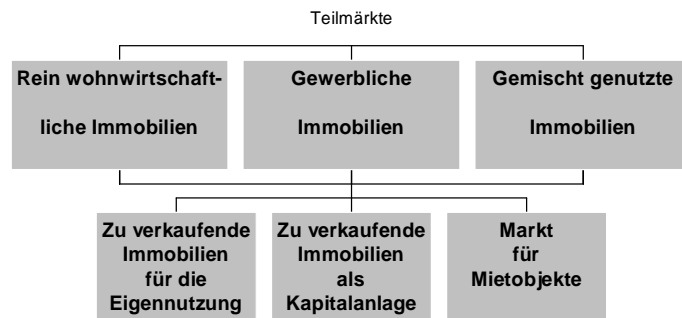 Teilmärkte
Rein wohnwirtschaft-
liche Immobilien
Gewerbliche
Immobilien
Gemischt genutzte
Immobilien
Zu verkaufende
Immobilien
für die
Eigennutzung
Zu verkaufende
Immobilien
als
Kapitalanlage
Markt
für
Mietobjekte